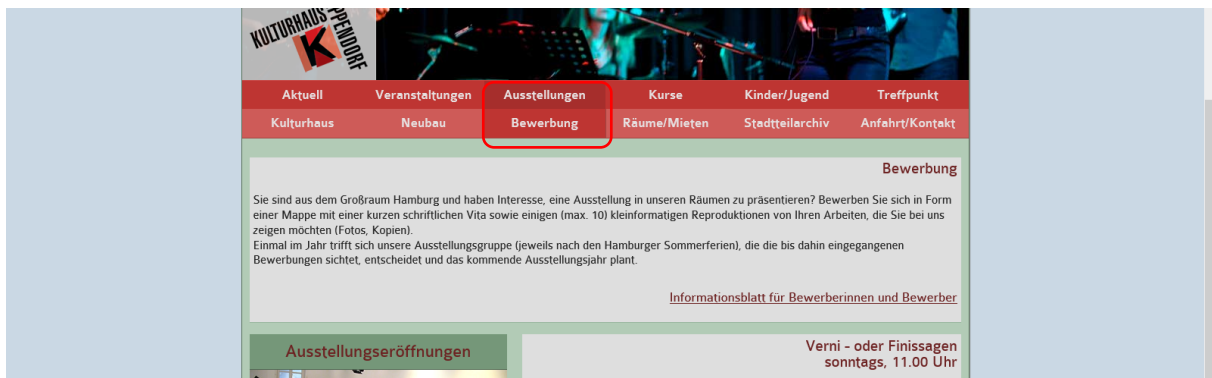 KULTURHAUS
PPENDORF
K
Aktuell Veranstaltungen Ausstellungen Kurse Kinder/Jugend Treffpunkt
Kulturhaus Neubau Bewerbung Räume/Mieten Stadtteilarchiv Anfahrt/Kontakt
Bewerbung
Sie sind aus dem Großraum Hamburg und haben Interesse, eine Ausstellung in unseren Räumen zu präsentieren? Bewerben Sie sich in Form
einer Mappe mit einer kurzen schriftlichen Vita sowie einigen (max. 10) kleinformatigen Reproduktionen von Ihren Arbeiten, die Sie bei uns
zeigen möchten (Fotos, Kopien).
Einmal im Jahr trifft sich unsere Ausstellungsgruppe (jeweils nach den Hamburger Sommerferien), die die bis dahin eingegangenen
Bewerbungen sichtet, entscheidet und das kommende Ausstellungsjahr plant.
Informationsblatt für Bewerberinnen und Bewerber
Ausstellungseröffnungen
Verni - oder Finissagen
sonntags, 11.00 Uhr